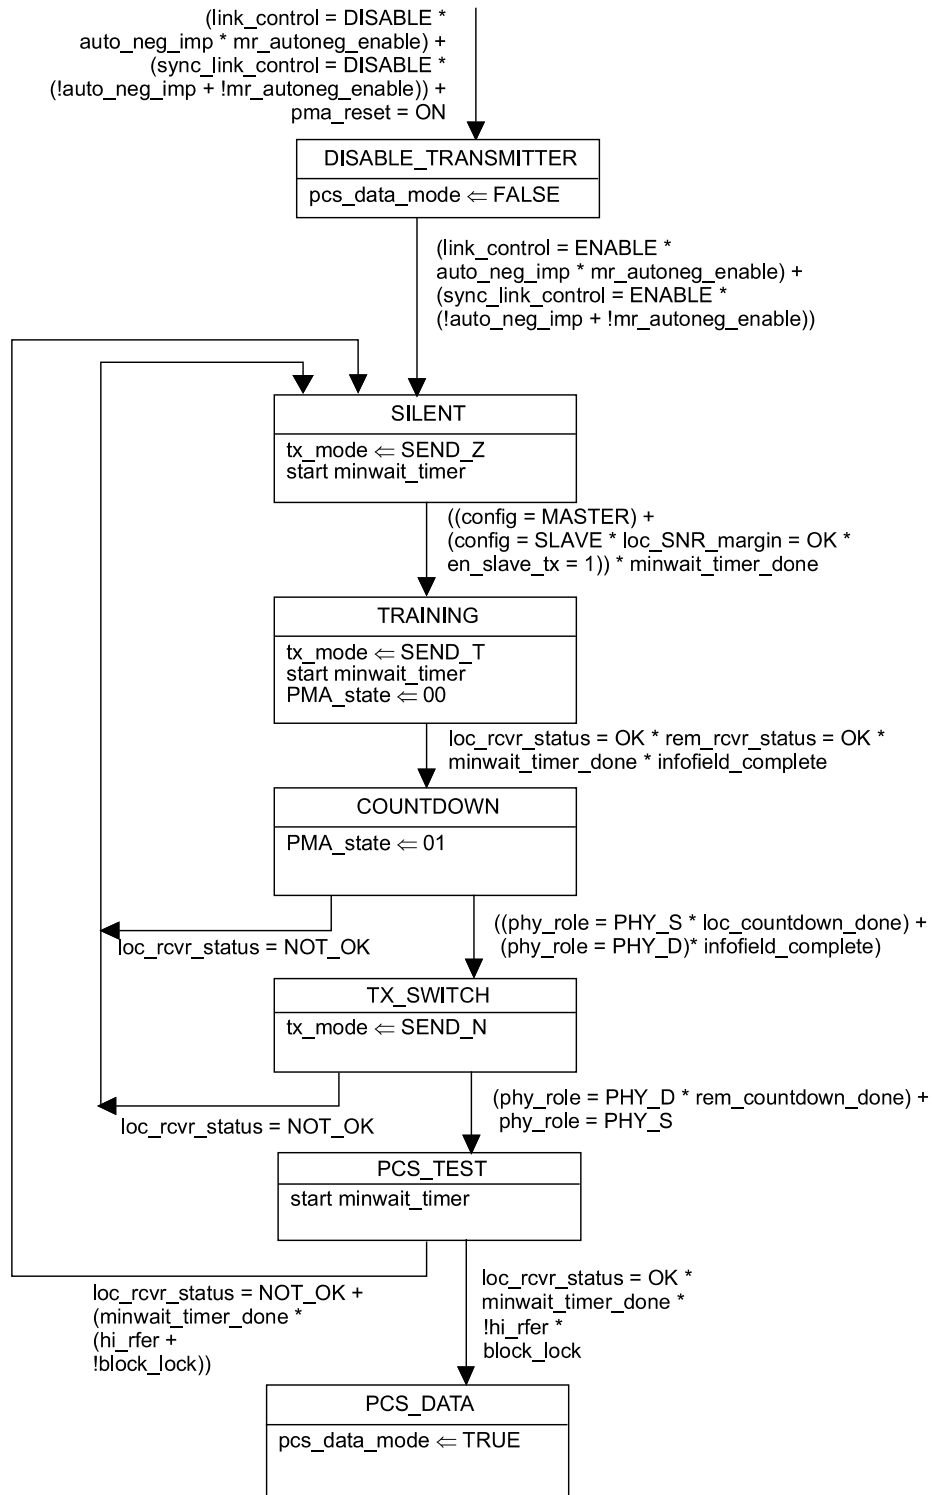 (link_control = DISABLE *
auto_neg_imp * mr_autoneg_enable) +
(sync_link_control = DISABLE *
(!auto_neg_imp + !mr_autoneg_enable)) +
pma_reset = ON
DISABLE_TRANSMITTER
pcs_data_mode ⇐ FALSE
(link_control = ENABLE *
auto_neg_imp * mr_autoneg_enable) +
(sync_link_control = ENABLE *
(!auto_neg_imp + !mr_autoneg_enable))
SILENT
tx_mode ⇐ SEND_Z
start minwait_timer
((config = MASTER) +
(config = SLAVE * loc_SNR_margin = OK *
en_slave_tx = 1)) * minwait_timer_done
TRAINING
tx_mode ⇐ SEND_T
start minwait_timer
PMA_state ⇐ 00
loc_rcvr_status = OK * rem_rcvr_status = OK *
minwait_timer_done * infofield_complete
COUNTDOWN
PMA_state ⇐ 01
loc_rcvr_status = NOT_OK
((phy_role = PHY_S * loc_countdown_done) +
(phy_role = PHY_D)* infofield_complete)
TX_SWITCH
tx_mode ⇐ SEND_N
loc_rcvr_status = NOT_OK
(phy_role = PHY_D * rem_countdown_done) +
phy_role = PHY_S
PCS_TEST
start minwait_timer
loc_rcvr_status = NOT_OK +
(minwait_timer_done *
(hi_rfer +
!block_lock))
loc_rcvr_status = OK *
minwait_timer_done *
!hi_rfer *
block_lock
PCS_DATA
pcs_data_mode ⇐ TRUE